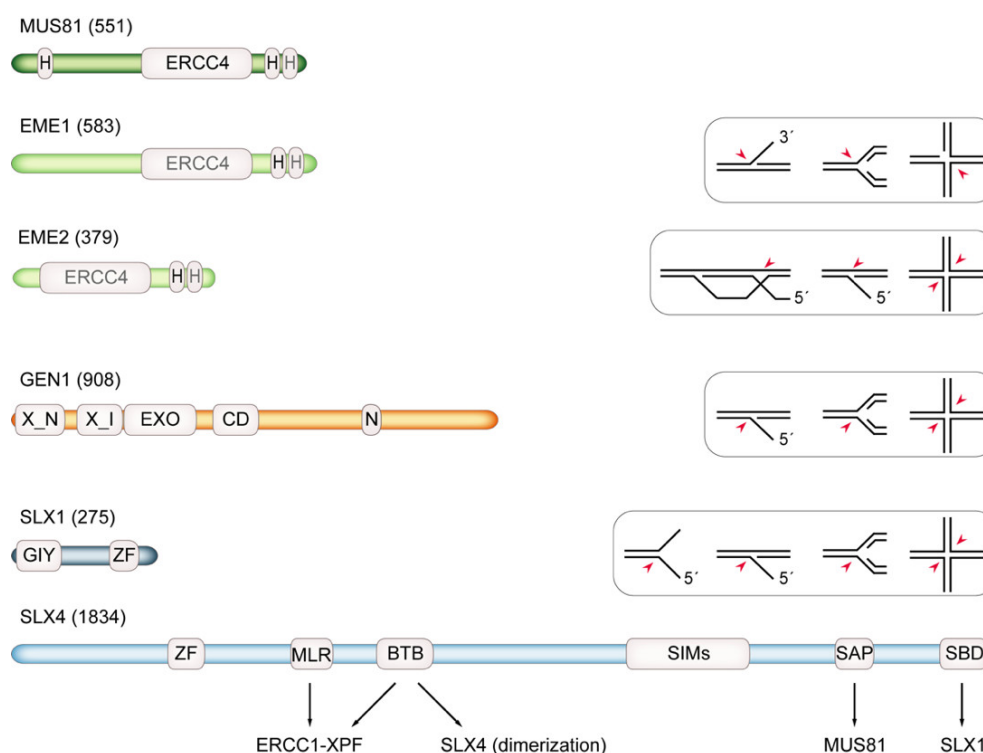 MUS81 (551)
H ERCC4 H H
EME1 (583)
ERCC4 H H
3´
EME2 (379)
ERCC4 H H
5´ 5´
GEN1 (908)
X_N X_I EXO CD N
5´
SLX1 (275)
GIY ZF
5´ 5´
SLX4 (1834)
ZF MLR BTB SIMs SAP SBD
ERCC1-XPF SLX4 (dimerization) MUS81 SLX1